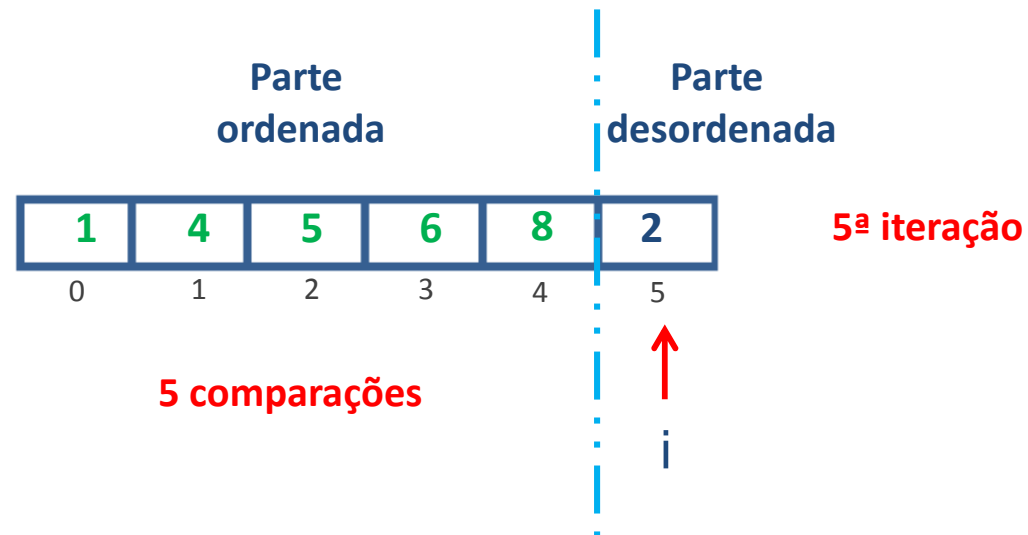 Parte
ordenada
Parte
desordenada
1 4 5 6 8 2
0 1 2 3 4 5
5ª iteração
5 comparações
i